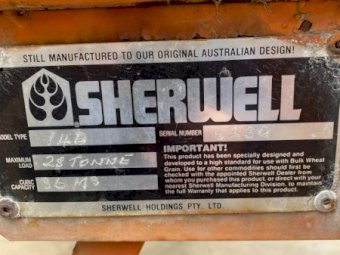 STILL MANUFACTURED TO OUR ORIGINAL AUSTRALIAN DESIGN!
SHERWELL
MODEL TYPE
SERIAL NUMBER
MAXIMUM LOAD 28 TONNE
CUBIC CAPACITY
IMPORTANT!
This product has been specially designed and
developed to a high standard for use with Bulk Wheat
Grain. Use for other commodities should first be
checked with the appointed Sherwell Dealer from
whom you purchased this product, or direct with your
nearest Sherwell Manufacturing Division, to maintain
the full Warranty that applies to this product.
SHERWELL HOLDINGS PTY. LTD.